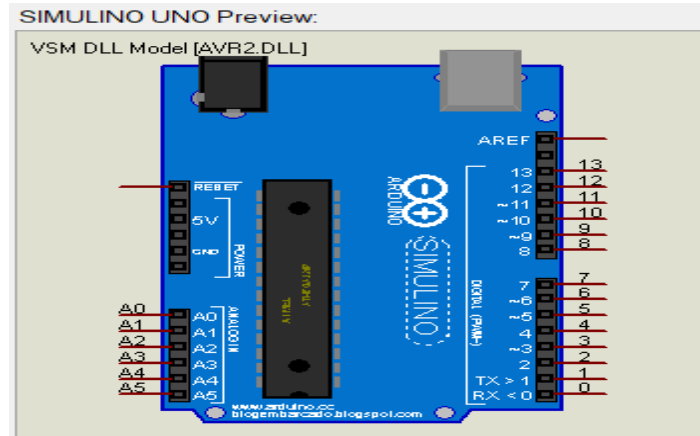 SIMULINO UNO Preview:
VSM DLL Model [AVR2.DLL]
AREF
13 13
12 12
~11 11
~10 10
~9 9
8 8
RESET
5V
GND
POWER
ARDUINO
SIMULINO
DIGITAL (PWM~)
7 7
~6 6
~5 5
4 4
~3 3
2 2
TX > 1 1
RX < 0 0
A0 A0
A1 A1
A2 A2
A3 A3
A4 A4
A5 A5
ANALOG IN
www.arduino.cc
blogembarcado.blogspot.com